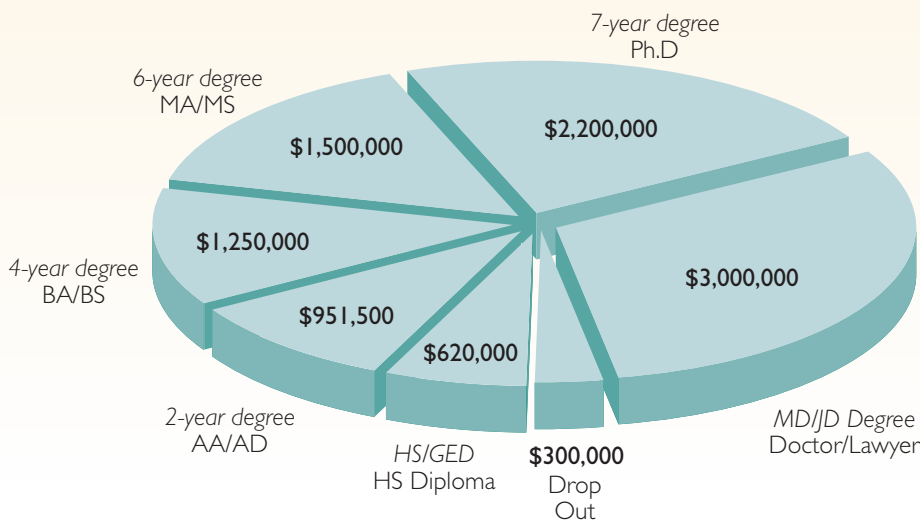 7-year degree
Ph.D
6-year degree
MA/MS
$2,200,000
$1,500,000
$1,250,000
4-year degree
BA/BS
$3,000,000
$951,500
$620,000
2-year degree
AA/AD
HS/GED
HS Diploma
$300,000
Drop
Out
MD/JD Degree
Doctor/Lawyer